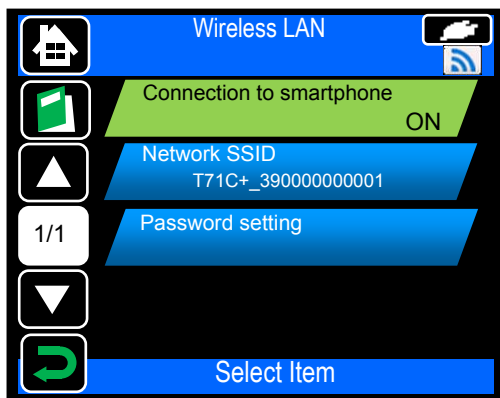 Wireless LAN
Connection to smartphone
ON
Network SSID
T71C+_390000000001
1/1
Password setting
Select Item